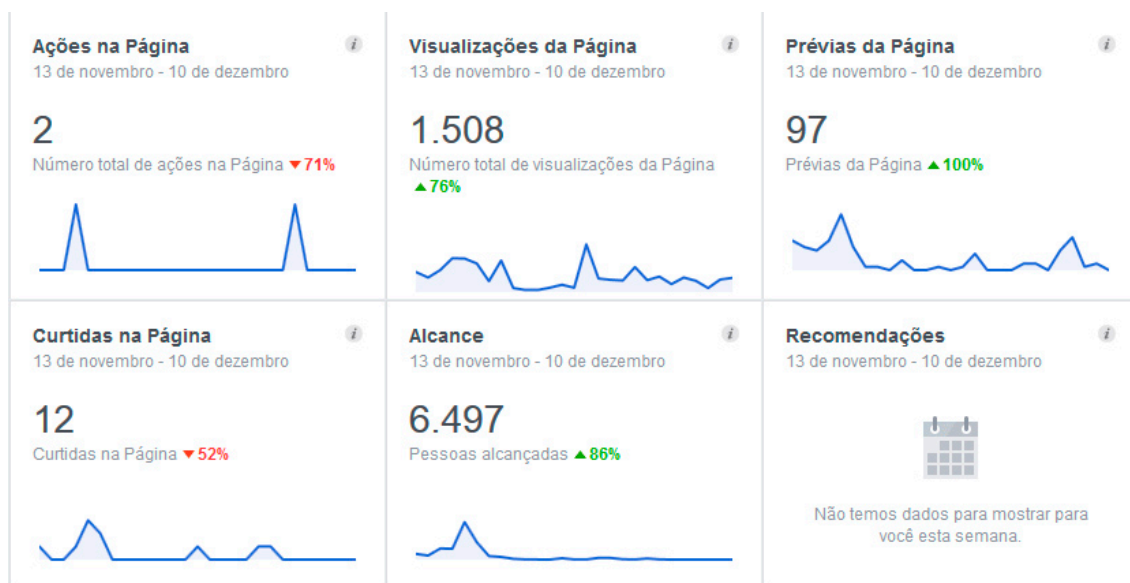 Ações na Página
13 de novembro - 10 de dezembro
2
Número total de ações na Página ▼71%
Visualizações da Página
13 de novembro - 10 de dezembro
1.508
Número total de visualizações da Página
▲76%
Prévias da Página
13 de novembro - 10 de dezembro
97
Prévias da Página ▲100%
Curtidas na Página
13 de novembro - 10 de dezembro
12
Curtidas na Página ▼52%
Alcance
13 de novembro - 10 de dezembro
6.497
Pessoas alcançadas ▲86%
Recomendações
13 de novembro - 10 de dezembro
Não temos dados para mostrar para
você esta semana.